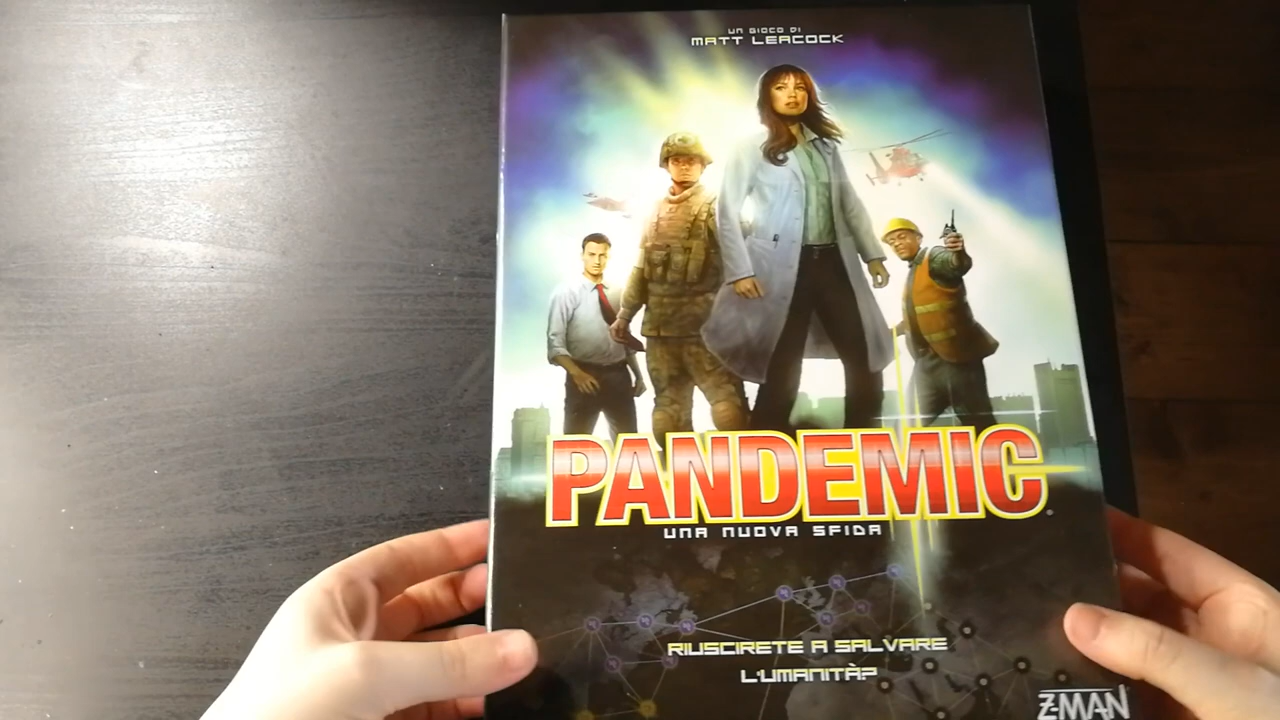 UN GIOCO DI
MATT LEACOCK
PANDEMIC
UNA NUOVA SFIDA
RIUSCIRETE A SALVARE
L'UMANITÀ?
Z-MAN